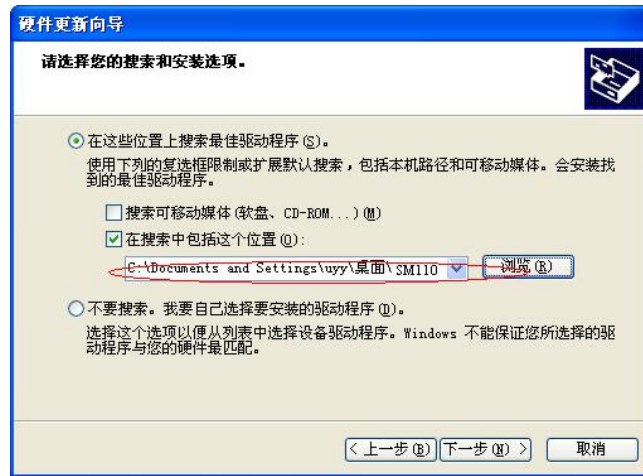 硬件更新向导
请选择您的搜索和安装选项。
在这些位置上搜索最佳驱动程序(S)。
使用下列的复选框限制或扩展默认搜索，包括本机路径和可移动媒体。会安装找
到的最佳驱动程序。
搜索可移动媒体(软盘、CD-ROM...)(M)
在搜索中包括这个位置(O):
C:\Documents and Settings\uyy\桌面\SM110
浏览(R)
不要搜索。我要自己选择要安装的驱动程序(D)。
选择这个选项以便从列表中选择设备驱动程序。Windows 不能保证您所选择的驱
动程序与您的硬件最匹配。
< 上一步(B) 下一步(N) > 取消